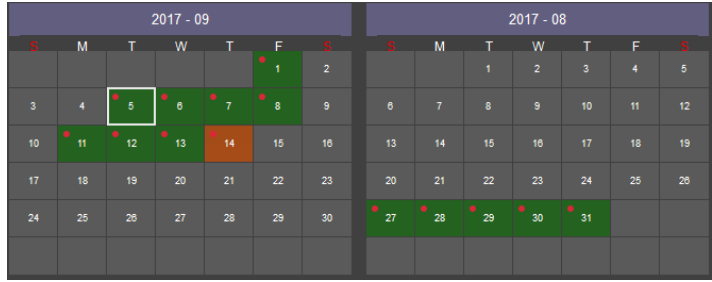 2017 - 09
S M T W T F S
1 2
3 4 5 6 7 8 9
10 11 12 13 14 15 16
17 18 19 20 21 22 23
24 25 26 27 28 29 30
2017 - 08
S M T W T F S
1 2 3 4 5
6 7 8 9 10 11 12
13 14 15 16 17 18 19
20 21 22 23 24 25 26
27 28 29 30 31